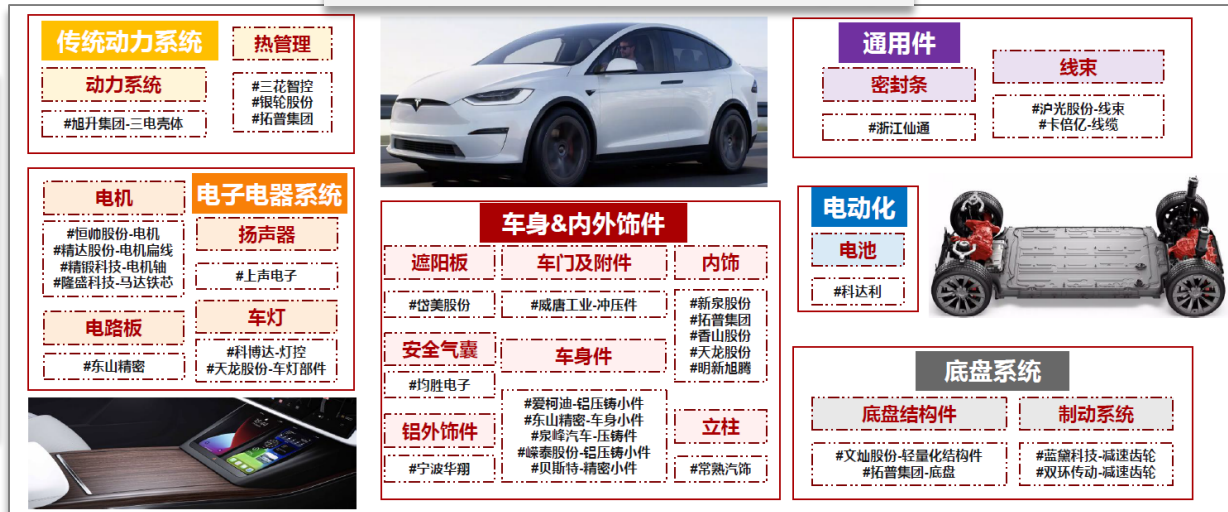 传统动力系统
热管理
动力系统
#旭升集团-三电壳体
#三花智控
#银轮股份
#拓普集团
电机
电子电器系统
#恒帅股份-电机
#精达股份-电机扁线
#精锻科技-电机轴
#隆盛科技-马达铁芯
扬声器
#上声电子
电路板
#东山精密
车灯
#科博达-灯控
#天龙股份-车灯部件
车身&内外饰件
遮阳板
#岱美股份
车门及附件
#威唐工业-冲压件
内饰
#新泉股份
#拓普集团
#香山股份
#天龙股份
#明新旭腾
安全气囊
#均胜电子
车身件
#爱柯迪-铝压铸小件
#东山精密-车身小件
#泉峰汽车-压铸件
#嵘泰股份-铝压铸小件
#贝斯特-精密小件
铝外饰件
#宁波华翔
立柱
#常熟汽饰
通用件
密封条
#浙江仙通
线束
#沪光股份-线束
#卡倍亿-线缆
电动化
电池
#科达利
底盘系统
底盘结构件
#文灿股份-轻量化结构件
#拓普集团-底盘
制动系统
#蓝黛科技-减速齿轮
#双环传动-减速齿轮